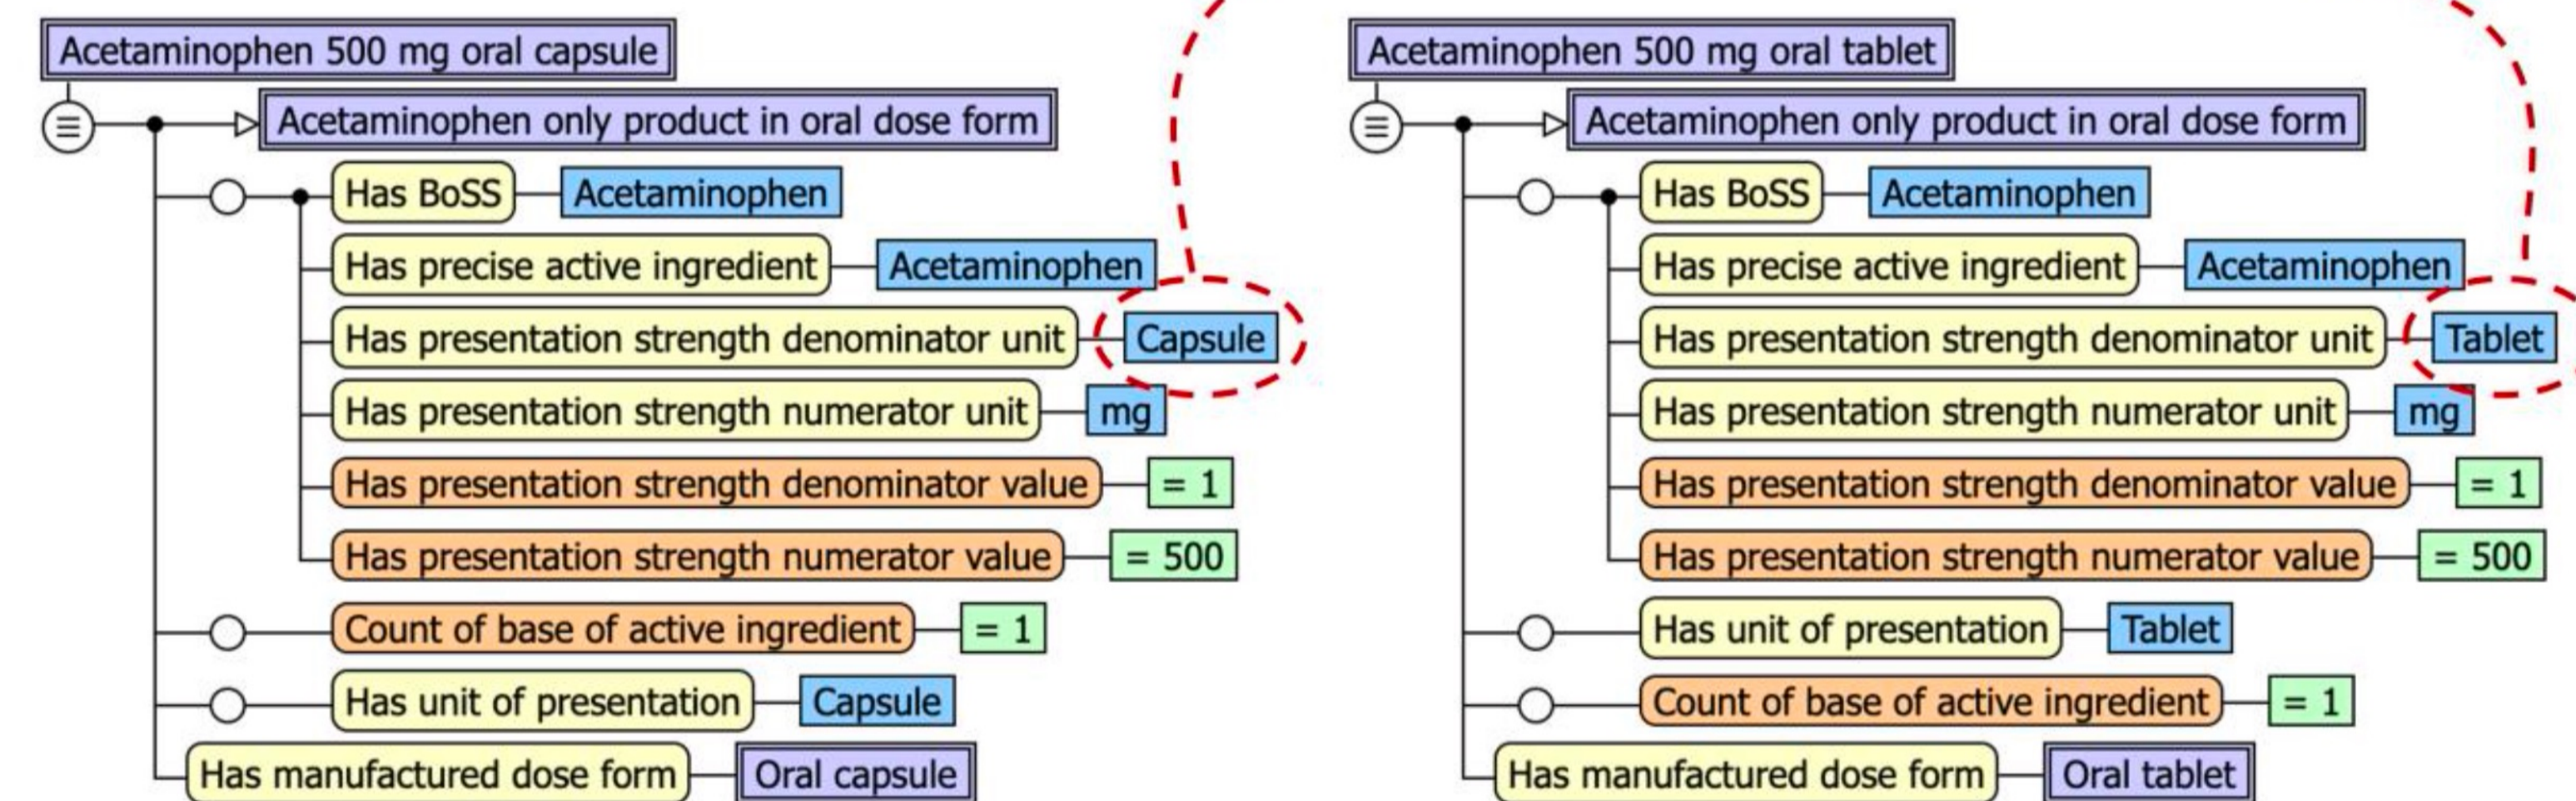 Acetaminophen 500 mg oral capsule
Acetaminophen only product in oral dose form
Has BoSS Acetaminophen
Has precise active ingredient Acetaminophen
Has presentation strength denominator unit Capsule
Has presentation strength numerator unit mg
Has presentation strength denominator value = 1
Has presentation strength numerator value = 500
Count of base of active ingredient = 1
Has unit of presentation Capsule
Has manufactured dose form Oral capsule
Acetaminophen 500 mg oral tablet
Acetaminophen only product in oral dose form
Has BoSS Acetaminophen
Has precise active ingredient Acetaminophen
Has presentation strength denominator unit Tablet
Has presentation strength numerator unit mg
Has presentation strength denominator value = 1
Has presentation strength numerator value = 500
Has unit of presentation Tablet
Count of base of active ingredient = 1
Has manufactured dose form Oral tablet